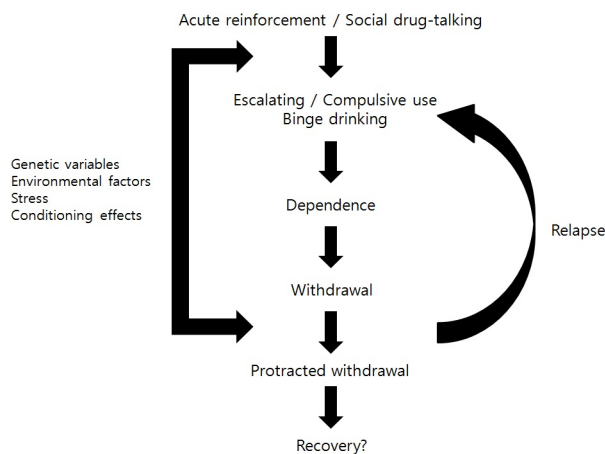 Acute reinforcement / Social drug-talking
Escalating / Compulsive use
Binge drinking
Genetic variables
Environmental factors
Stress
Conditioning effects
Dependence
Relapse
Withdrawal
Protracted withdrawal
Recovery?